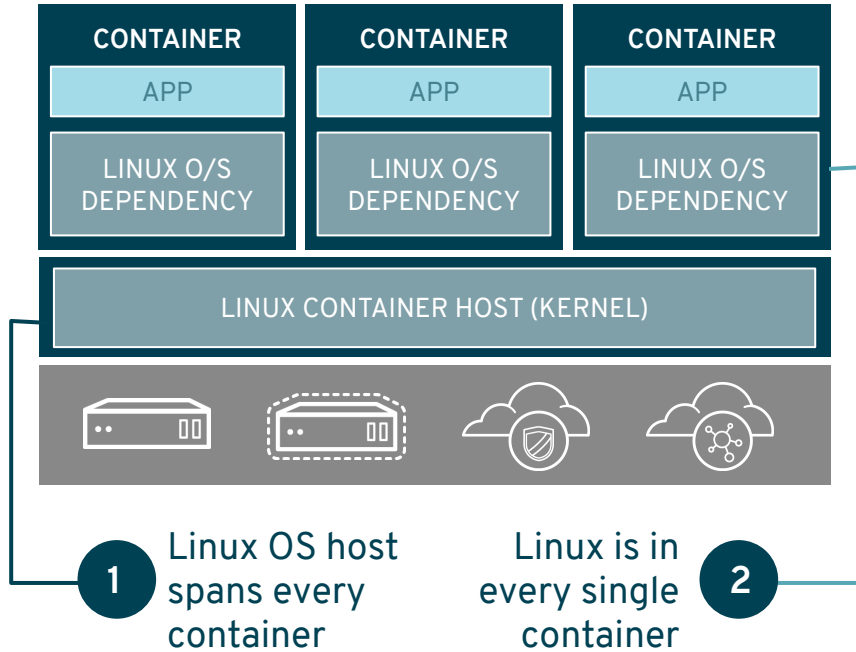 CONTAINER
APP
LINUX O/S
DEPENDENCY
CONTAINER
APP
LINUX O/S
DEPENDENCY
CONTAINER
APP
LINUX O/S
DEPENDENCY
LINUX CONTAINER HOST (KERNEL)
1
Linux OS host
spans every
container
Linux is in
every single
container
2